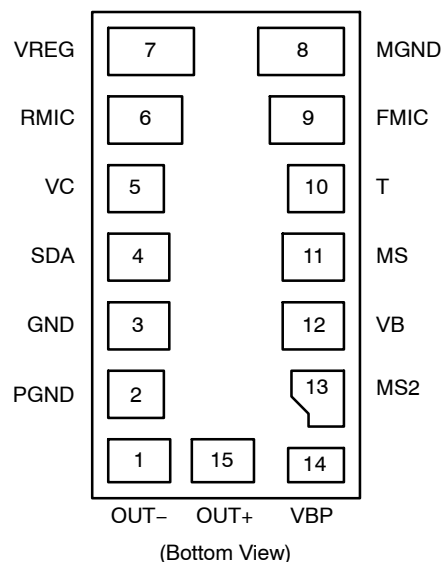 VREG 7 8 MGND
RMIC 6 9 FMIC
VC 5 10 T
SDA 4 11 MS
GND 3 12 VB
PGND 2 13 MS2
1 15 14
OUT− OUT+ VBP
(Bottom View)